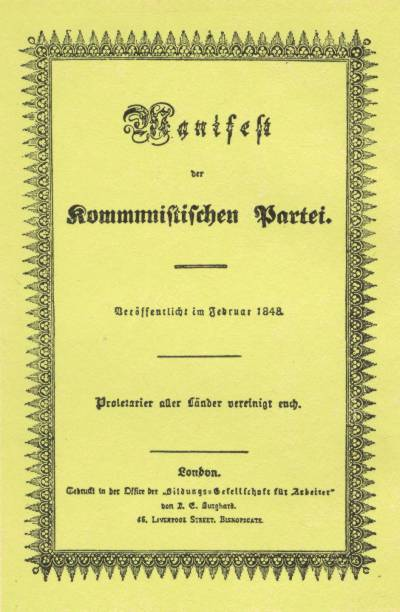 Manifest
der
Kommunistischen Partei.
Veröffentlicht im Februar 1848.
Proletarier aller Länder vereinigt euch.
London.
Gedruckt in der Office der „Bildungs-Gesellschaft für Arbeiter“
von J. E. Burghard.
46, LIVERPOOL STREET, BISHOPSGATE.